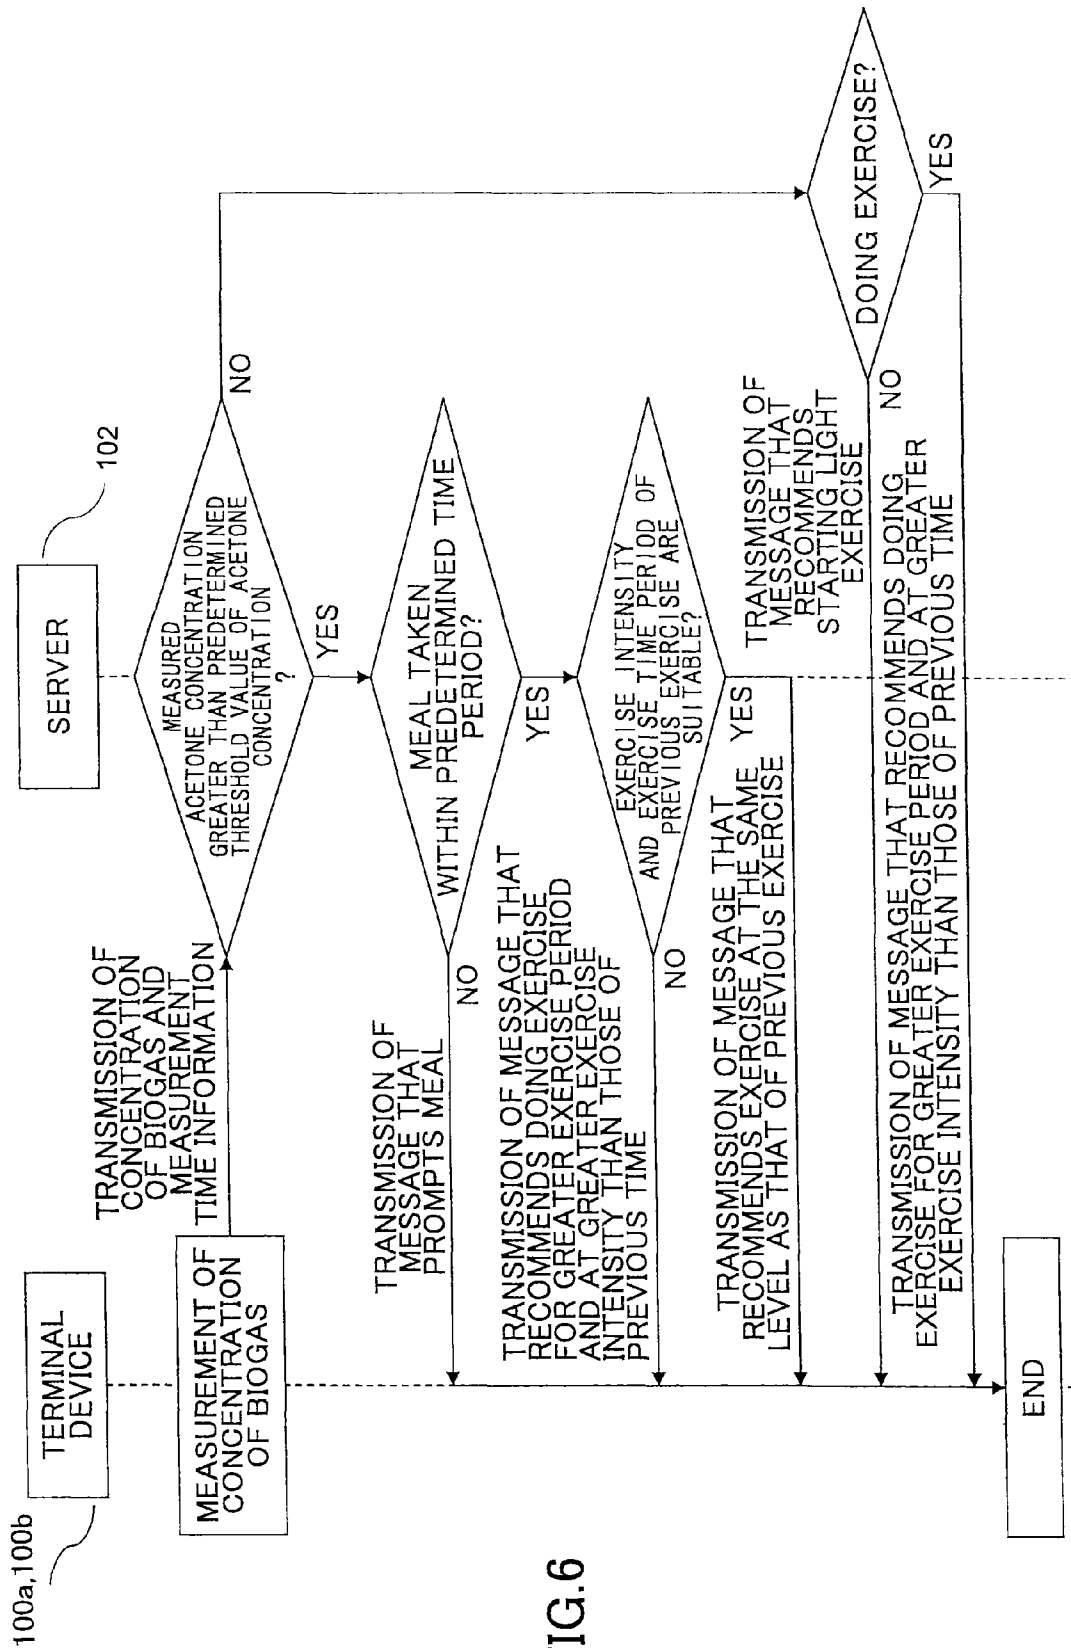 100a,100b
TERMINAL
DEVICE
SERVER
102
MEASUREMENT OF
CONCENTRATION
OF BIOGAS
TRANSMISSION OF
CONCENTRATION
OF BIOGAS AND
MEASUREMENT
TIME INFORMATION
MEASURED
ACETONE CONCENTRATION
GREATER THAN PREDETERMINED
THRESHOLD VALUE OF ACETONE
CONCENTRATION
?
NO
YES
TRANSMISSION OF
MESSAGE THAT
PROMPTS MEAL
NO
MEAL TAKEN
WITHIN PREDETERMINED TIME
PERIOD?
YES
TRANSMISSION OF MESSAGE THAT
RECOMMENDS DOING EXERCISE
FOR GREATER EXERCISE PERIOD
AND AT GREATER EXERCISE
INTENSITY THAN THOSE OF
PREVIOUS TIME
NO
EXERCISE INTENSITY
AND EXERCISE TIME PERIOD OF
PREVIOUS EXERCISE ARE
SUITABLE?
YES
TRANSMISSION OF MESSAGE THAT
RECOMMENDS EXERCISE AT THE SAME
LEVEL AS THAT OF PREVIOUS EXERCISE
TRANSMISSION OF
MESSAGE THAT
RECOMMENDS
STARTING LIGHT
EXERCISE
NO
DOING EXERCISE?
YES
TRANSMISSION OF MESSAGE THAT RECOMMENDS DOING
EXERCISE FOR GREATER EXERCISE PERIOD AND AT GREATER
EXERCISE INTENSITY THAN THOSE OF PREVIOUS TIME
END
IG.6